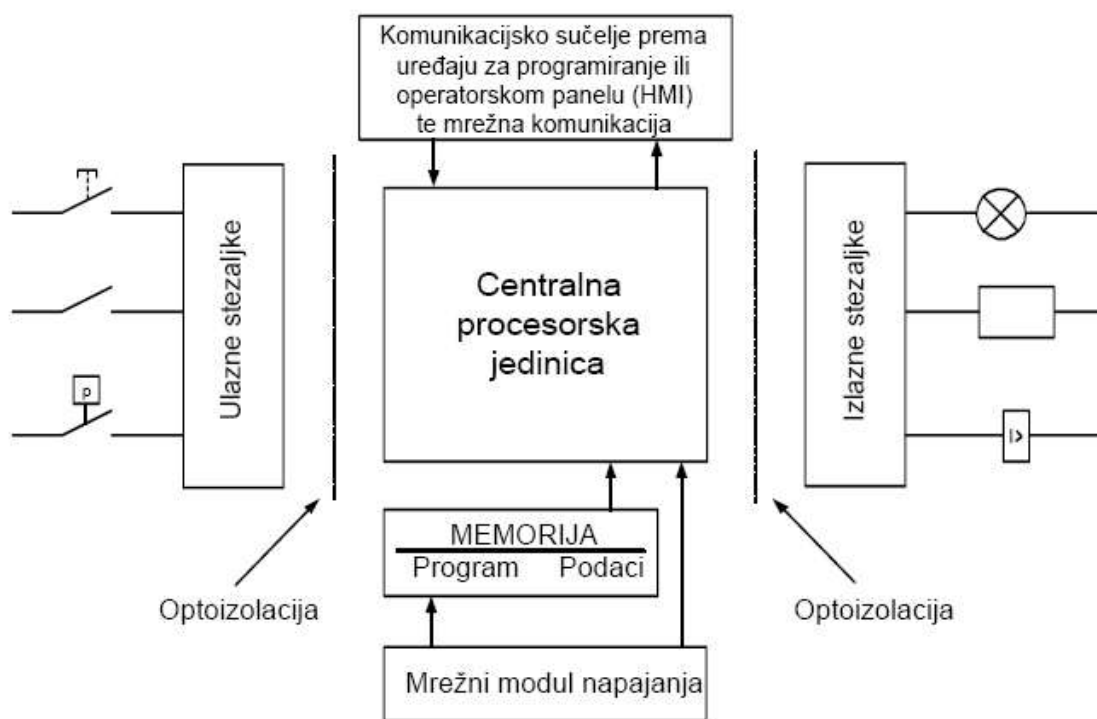 Komunikacijsko sučelje prema
uređaju za programiranje ili
operatorskom panelu (HMI)
te mrežna komunikacija
Ulazne stezaljke
p
Centralna
procesorska
jedinica
Izlazne stezaljke
I>
MEMORIJA
Program Podaci
Optoizolacija
Optoizolacija
Mrežni modul napajanja